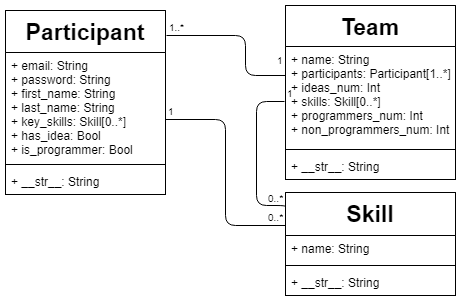 Participant
+ email: String
+ password: String
+ first_name: String
+ last_name: String
+ key_skills: Skill[0..*]
+ has_idea: Bool
+ is_programmer: Bool
+ __str__: String
1..*
1
1
0..*
1
0..*
Team
+ name: String
+ participants: Participant[1..*]
+ ideas_num: Int
+ skills: Skill[0..*]
+ programmers_num: Int
+ non_programmers_num: Int
+ __str__: String
Skill
+ name: String
+ __str__: String